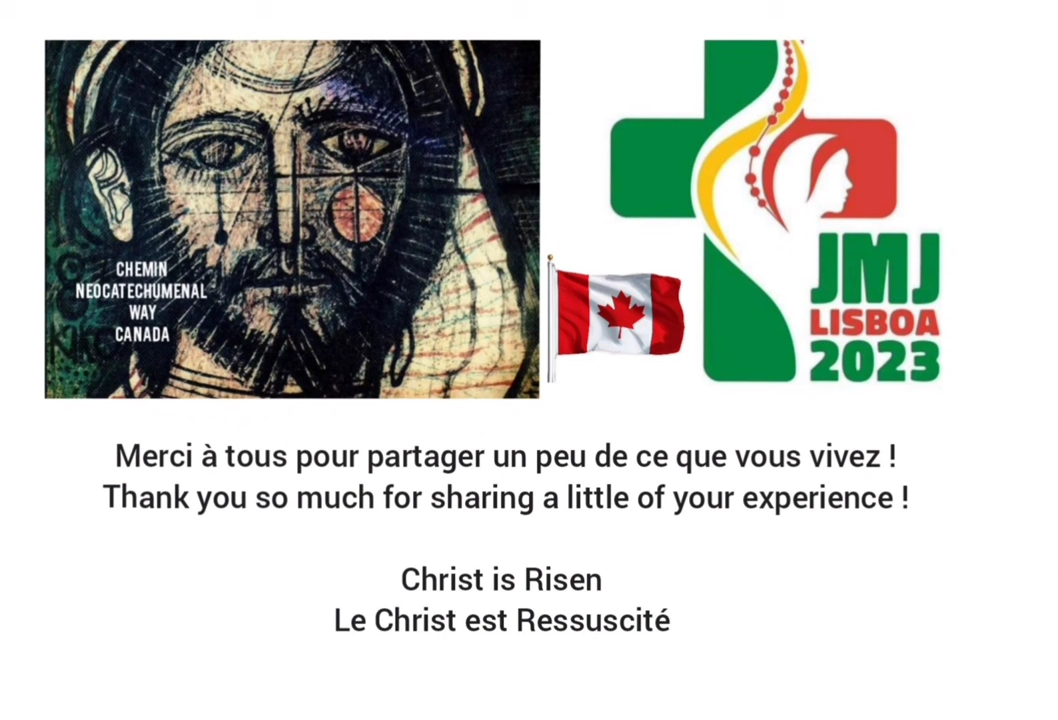 CHEMIN
NEOCATECHUMENAL
WAY
CANADA
JMJ
LISBOA
2023
Merci à tous pour partager un peu de ce que vous vivez !
Thank you so much for sharing a little of your experience !
Christ is Risen
Le Christ est Ressuscité